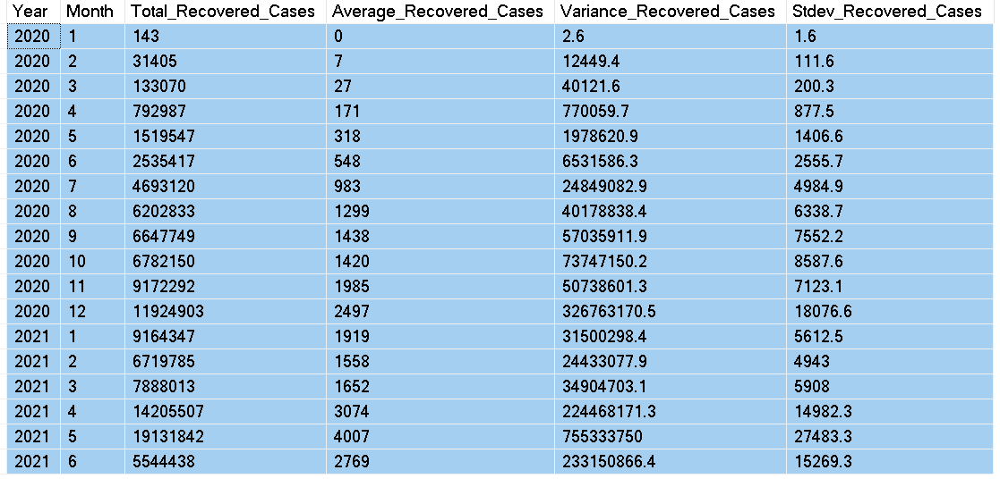 Year Month Total_Recovered_Cases Average_Recovered_Cases Variance_Recovered_Cases Stdev_Recovered_Cases
2020 1 143 0 2.6 1.6
2020 2 31405 7 12449.4 111.6
2020 3 133070 27 40121.6 200.3
2020 4 792987 171 770059.7 877.5
2020 5 1519547 318 1978620.9 1406.6
2020 6 2535417 548 6531586.3 2555.7
2020 7 4693120 983 24849082.9 4984.9
2020 8 6202833 1299 40178838.4 6338.7
2020 9 6647749 1438 57035911.9 7552.2
2020 10 6782150 1420 73747150.2 8587.6
2020 11 9172292 1985 50738601.3 7123.1
2020 12 11924903 2497 326763170.5 18076.6
2021 1 9164347 1919 31500298.4 5612.5
2021 2 6719785 1558 24433077.9 4943
2021 3 7888013 1652 34904703.1 5908
2021 4 14205507 3074 224468171.3 14982.3
2021 5 19131842 4007 755333750 27483.3
2021 6 5544438 2769 233150866.4 15269.3